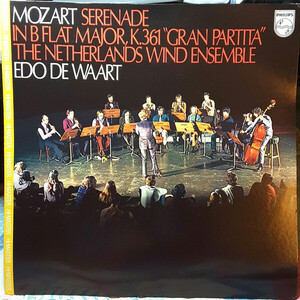 MOZART SERENADE
IN B FLAT MAJOR, K.361 "GRAN PARTITA"
THE NETHERLANDS WIND ENSEMBLE
EDO DE WAART
PHILIPS